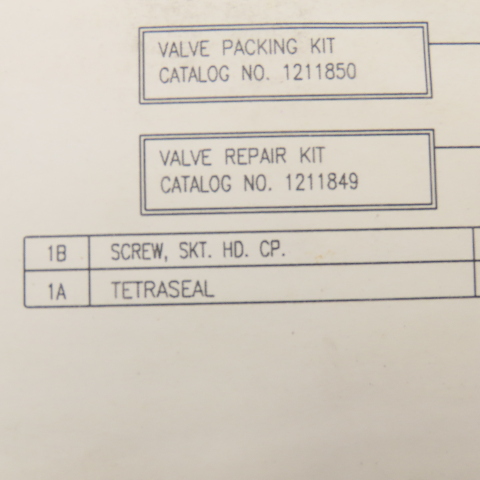 VALVE PACKING KIT
CATALOG NO. 1211850
VALVE REPAIR KIT
CATALOG NO. 1211849
1B SCREW, SKT. HD. CP.
1A TETRASEAL